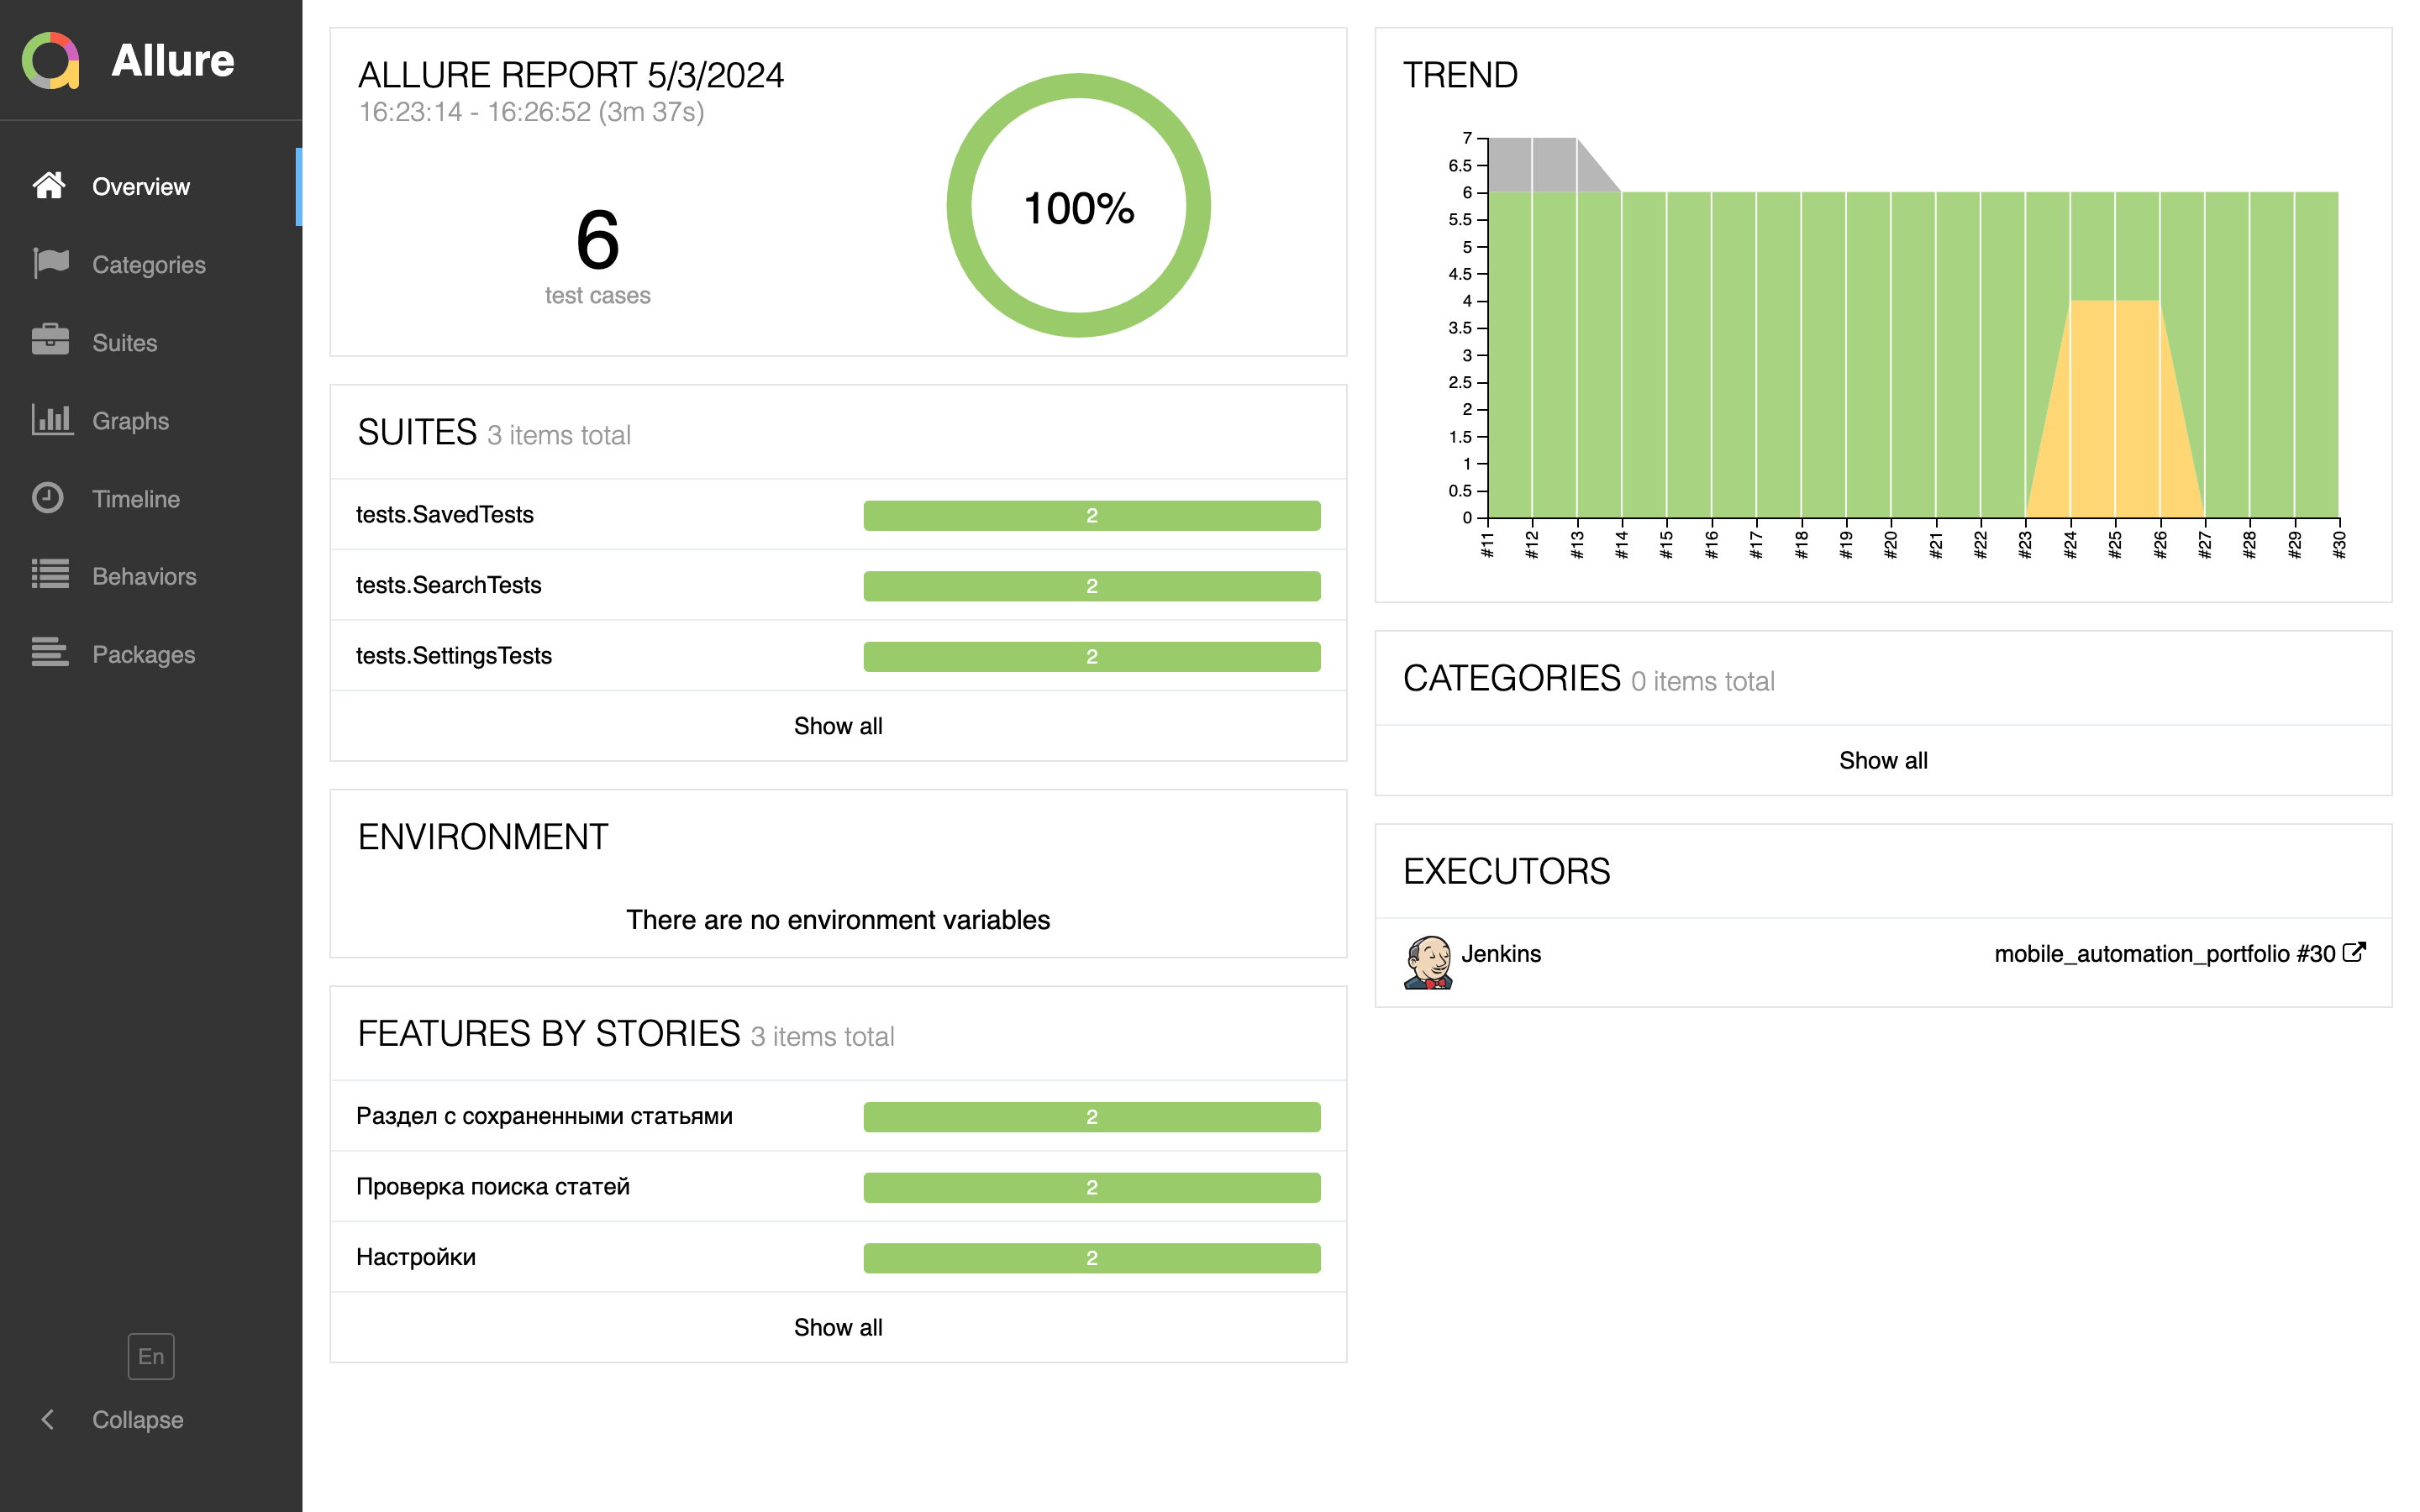 Allure
Overview
Categories
Suites
Graphs
Timeline
Behaviors
Packages
En
Collapse
ALLURE REPORT 5/3/2024
16:23:14 - 16:26:52 (3m 37s)
6
test cases
100%
SUITES 3 items total
tests.SavedTests 2
tests.SearchTests 2
tests.SettingsTests 2
Show all
ENVIRONMENT
There are no environment variables
FEATURES BY STORIES 3 items total
Раздел с сохраненными статьями 2
Проверка поиска статей 2
Настройки 2
Show all
TREND
7
6.5
6
5.5
5
4.5
4
3.5
3
2.5
2
1.5
1
0.5
0
#11 #12 #13 #14 #15 #16 #17 #18 #19 #20 #21 #22 #23 #24 #25 #26 #27 #28 #29 #30
CATEGORIES 0 items total
Show all
EXECUTORS
Jenkins mobile_automation_portfolio #30